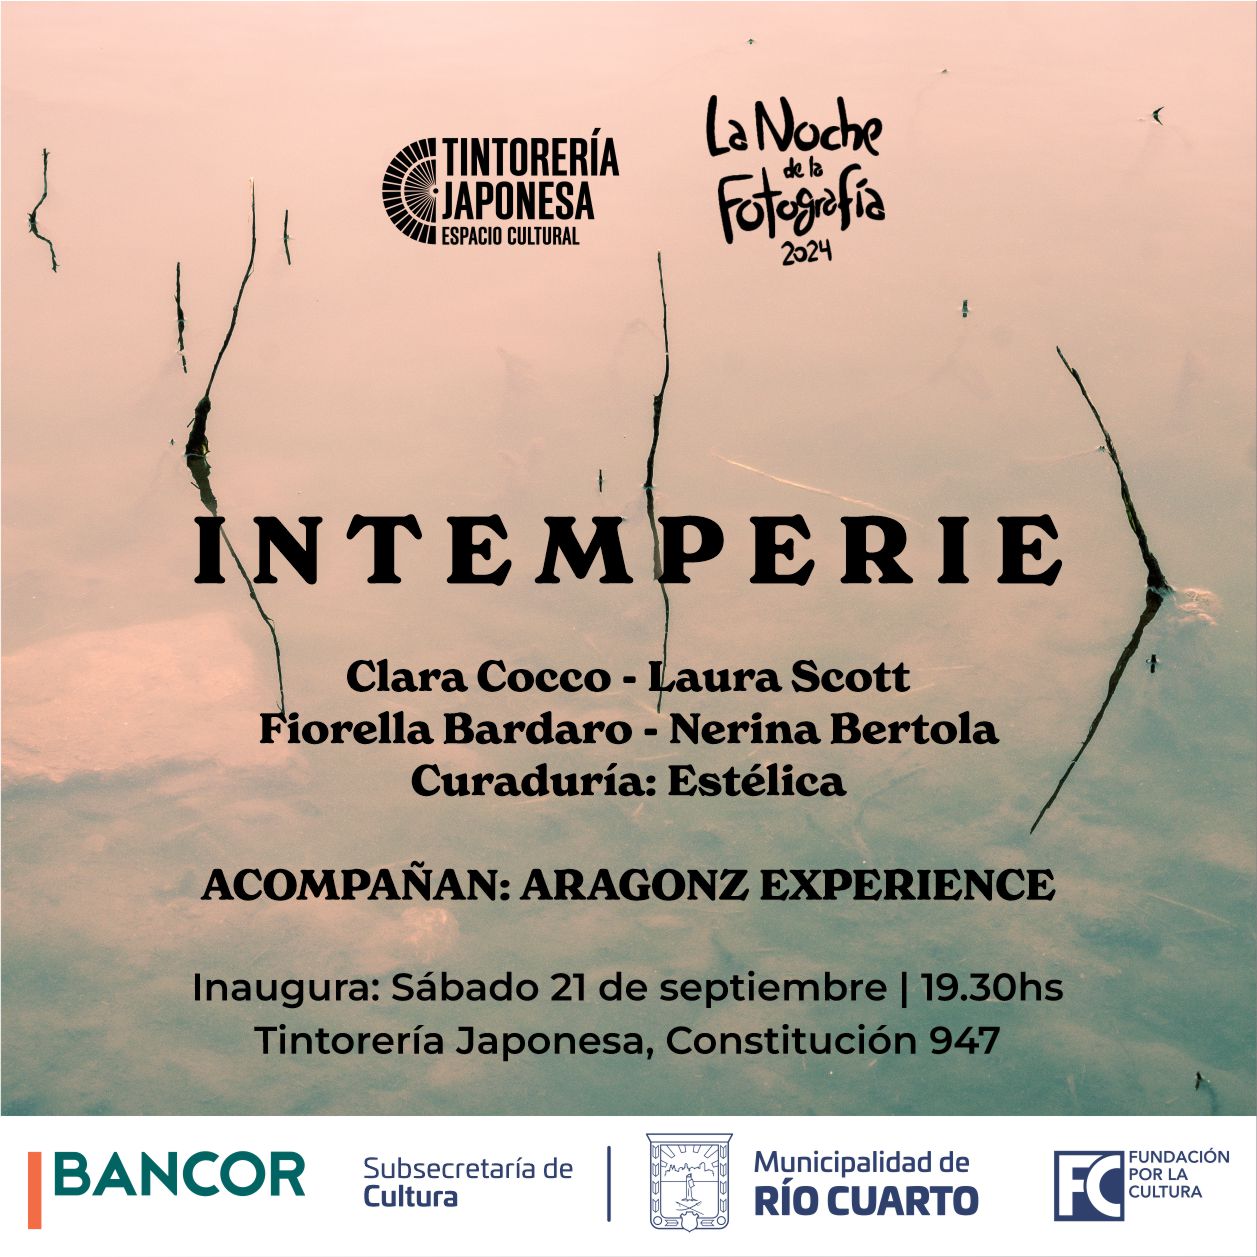 TINTORERÍA
JAPONESA
ESPACIO CULTURAL
La Noche
de la
Fotografía
2024
INTEMPERIE
Clara Cocco - Laura Scott
Fiorella Bardaro - Nerina Bertola
Curaduría: Estélica
ACOMPAÑAN: ARAGONZ EXPERIENCE
Inaugura: Sábado 21 de septiembre | 19.30hs
Tintorería Japonesa, Constitución 947
BANCOR
Subsecretaría de
Cultura
Municipalidad de
RÍO CUARTO
FC
FUNDACIÓN
POR LA
CULTURA